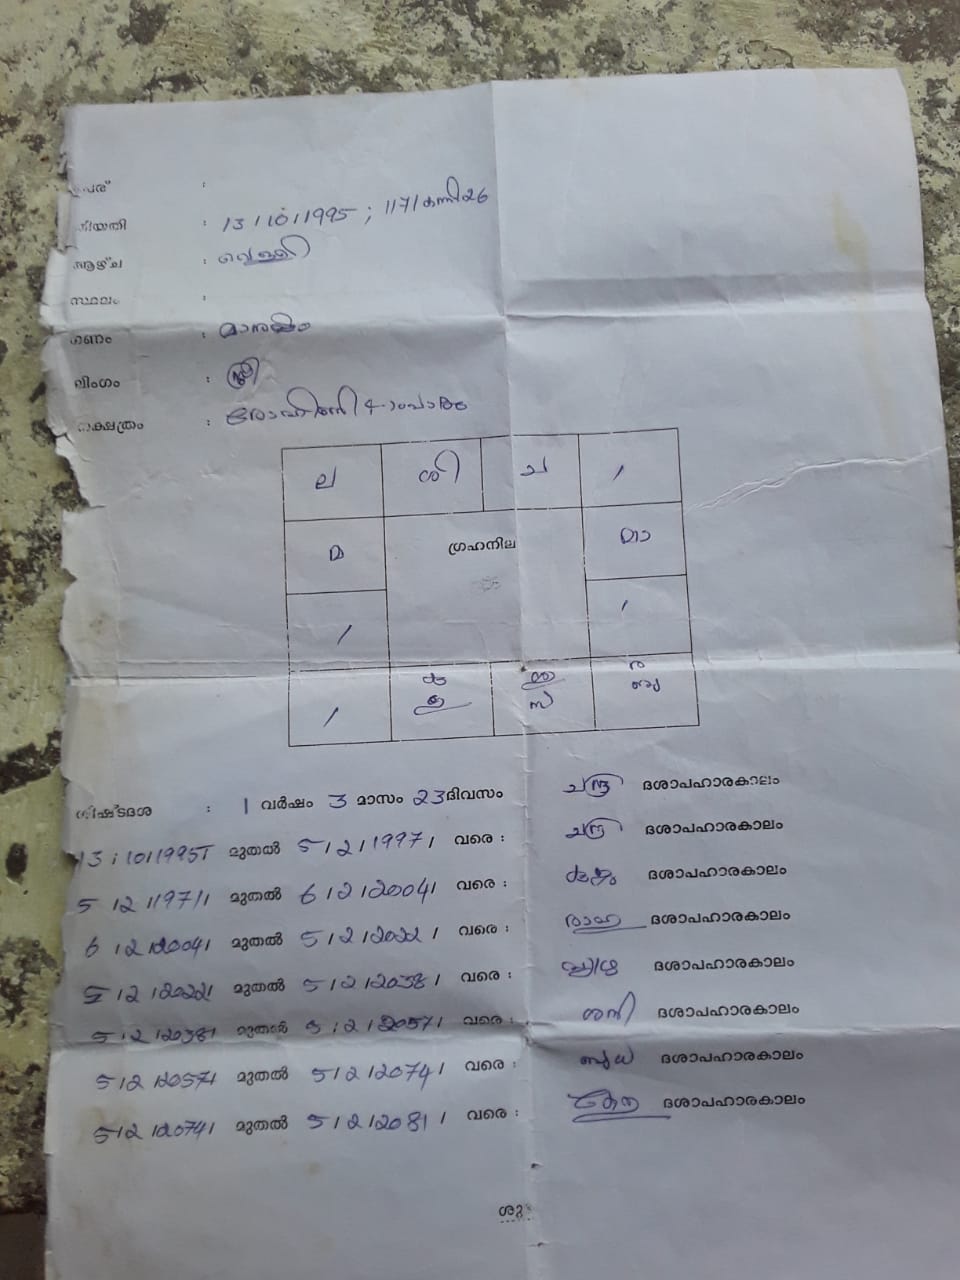 പേര് :
തീയതി : 13/10/1995 ; 1171 കന്നി 26
ആഴ്ച : വെള്ളി
സ്ഥലം :
ഗണം : മാനുഷം
ലിംഗം : സ്ത്രീ
നക്ഷത്രം : രോഹിണി 4-ാംപാദം
ല ശി ച /
മ ഗ്രഹനില മാ
/ /
/ കു ഗു ശു സ ര ബു
ശിഷ്ടദശ : 1 വർഷം 3 മാസം 23 ദിവസം ചന്ദ്ര ദശാപഹാരകാലം
13/10/1995 മുതൽ 5/2/1997/ വരെ : ചന്ദ്ര ദശാപഹാരകാലം
5/2/1997/ മുതൽ 6/2/2004/ വരെ : കുജ ദശാപഹാരകാലം
6/2/2004/ മുതൽ 5/2/2022/ വരെ : രാഹു ദശാപഹാരകാലം
5/2/2022/ മുതൽ 5/2/2038/ വരെ : വ്യാഴ ദശാപഹാരകാലം
5/2/2038/ മുതൽ 5/2/2057/ വരെ : ശനി ദശാപഹാരകാലം
5/2/2057/ മുതൽ 5/2/2074/ വരെ : ബുധ ദശാപഹാരകാലം
5/2/2074/ മുതൽ 5/2/2081/ വരെ : കേതു ദശാപഹാരകാലം